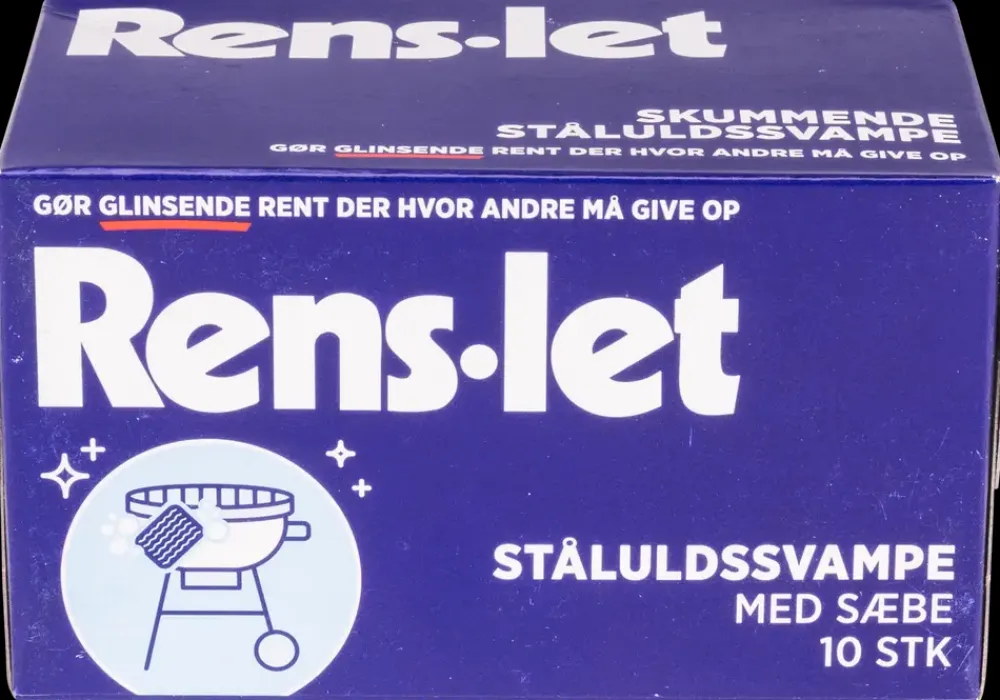 Rens·let
SKUMMENDE
STÅLULDSSVAMPE
GØR GLINSENDE RENT DER HVOR ANDRE MÅ GIVE OP
GØR GLINSENDE RENT DER HVOR ANDRE MÅ GIVE OP
Rens·let
STÅLULDSSVAMPE
MED SÆBE
10 STK